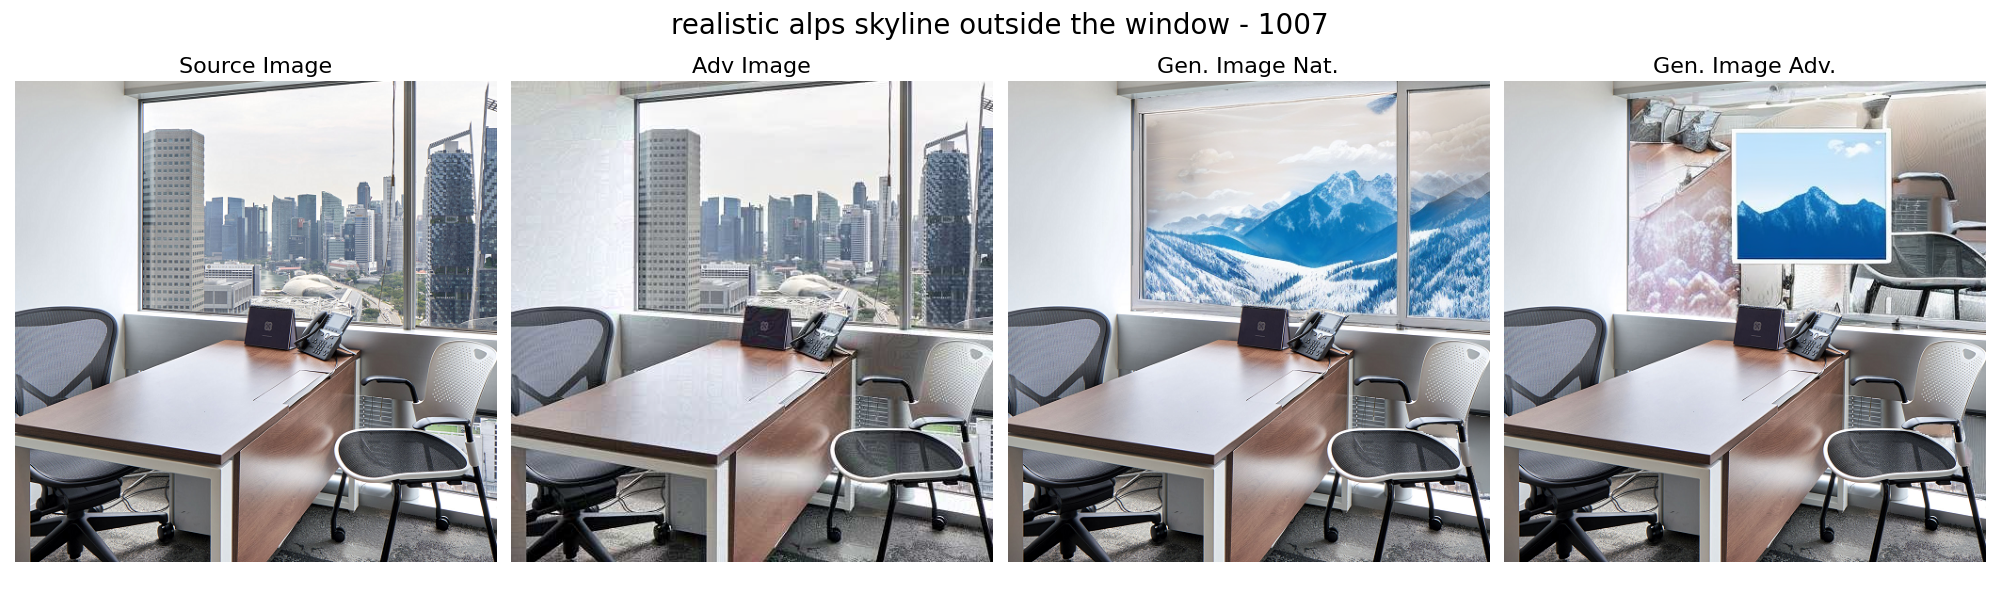 realistic alps skyline outside the window - 1007
Source Image
Adv Image
Gen. Image Nat.
Gen. Image Adv.